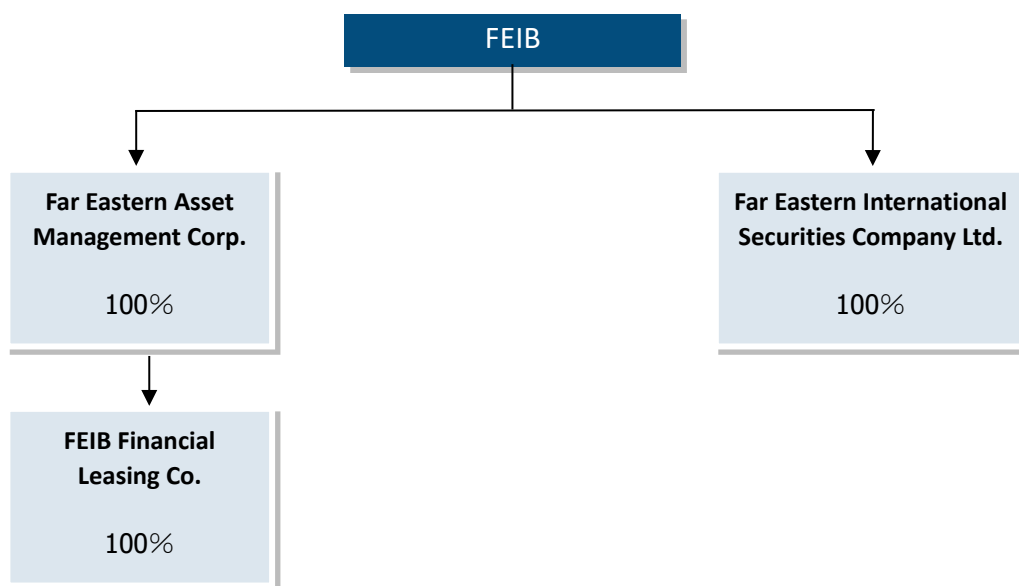 FEIB
Far Eastern Asset
Management Corp.
100%
Far Eastern International
Securities Company Ltd.
100%
FEIB Financial
Leasing Co.
100%